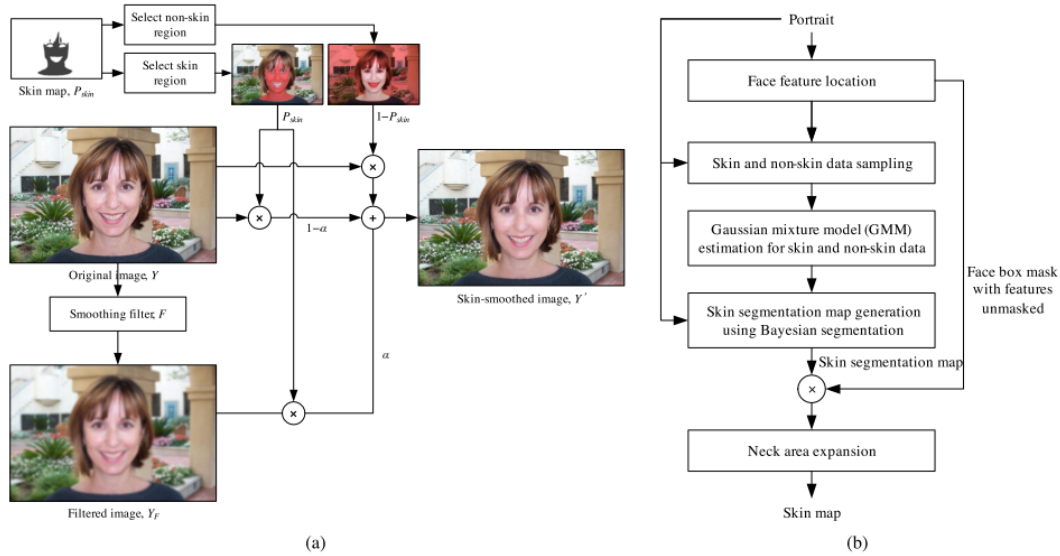 Select non-skin
region
Select skin
region
Skin map, P_skin
P_skin
1−P_skin
×
×
+
1−α
Original image, Y
Skin-smoothed image, Y′
Smoothing filter, F
α
×
Filtered image, Y_F
(a)
Portrait
Face feature location
Skin and non-skin data sampling
Gaussian mixture model (GMM)
estimation for skin and non-skin data
Face box mask
with features
unmasked
Skin segmentation map generation
using Bayesian segmentation
Skin segmentation map
×
Neck area expansion
Skin map
(b)